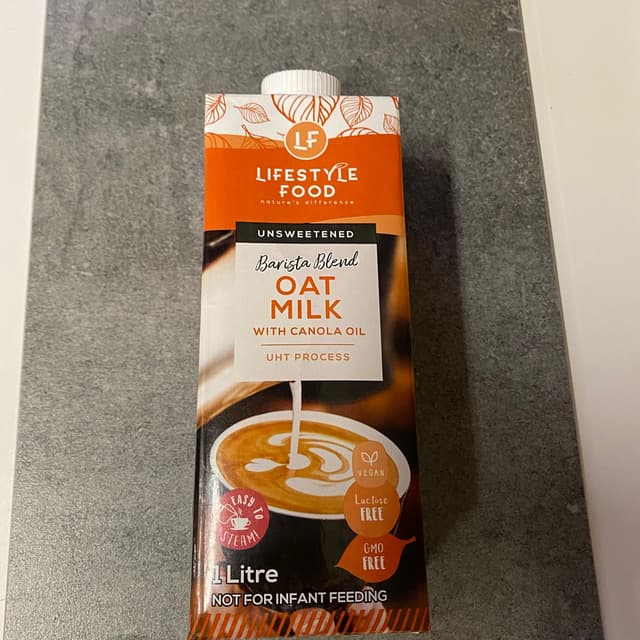 LF
LIFESTYLE
FOOD
nature's difference
UNSWEETENED
Barista Blend
OAT
MILK
WITH CANOLA OIL
UHT PROCESS
VEGAN
Lactose
FREE
EASY TO
STEAM!
GMO
FREE
1 Litre
NOT FOR INFANT FEEDING